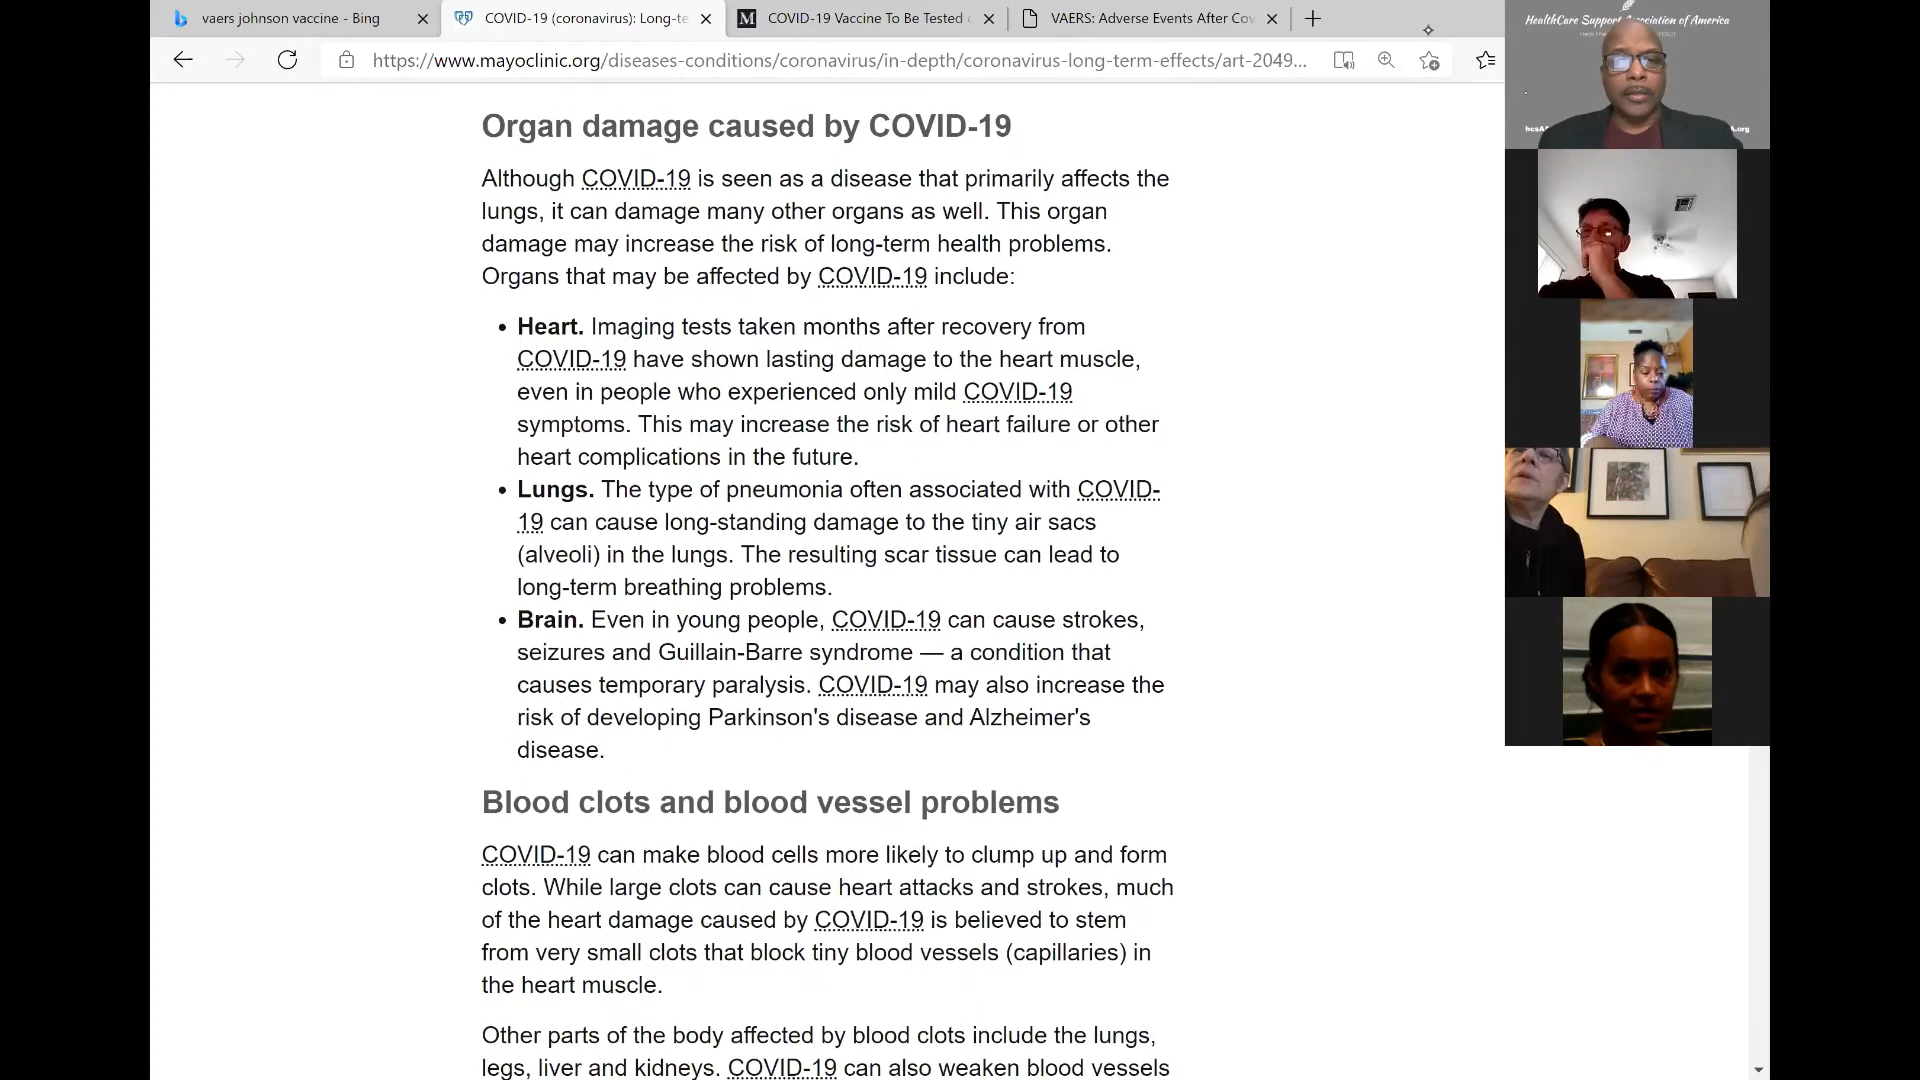 vaers johnson vaccine - Bing
COVID-19 (coronavirus): Long-te
COVID-19 Vaccine To Be Tested
VAERS: Adverse Events After Cov
https://www.mayoclinic.org/diseases-conditions/coronavirus/in-depth/coronavirus-long-term-effects/art-2049...
HealthCare Support Association of America
Organ damage caused by COVID-19
Although COVID-19 is seen as a disease that primarily affects the
lungs, it can damage many other organs as well. This organ
damage may increase the risk of long-term health problems.
Organs that may be affected by COVID-19 include:
• Heart. Imaging tests taken months after recovery from
COVID-19 have shown lasting damage to the heart muscle,
even in people who experienced only mild COVID-19
symptoms. This may increase the risk of heart failure or other
heart complications in the future.
• Lungs. The type of pneumonia often associated with COVID-
19 can cause long-standing damage to the tiny air sacs
(alveoli) in the lungs. The resulting scar tissue can lead to
long-term breathing problems.
• Brain. Even in young people, COVID-19 can cause strokes,
seizures and Guillain-Barre syndrome — a condition that
causes temporary paralysis. COVID-19 may also increase the
risk of developing Parkinson's disease and Alzheimer's
disease.
Blood clots and blood vessel problems
COVID-19 can make blood cells more likely to clump up and form
clots. While large clots can cause heart attacks and strokes, much
of the heart damage caused by COVID-19 is believed to stem
from very small clots that block tiny blood vessels (capillaries) in
the heart muscle.
Other parts of the body affected by blood clots include the lungs,
legs, liver and kidneys. COVID-19 can also weaken blood vessels